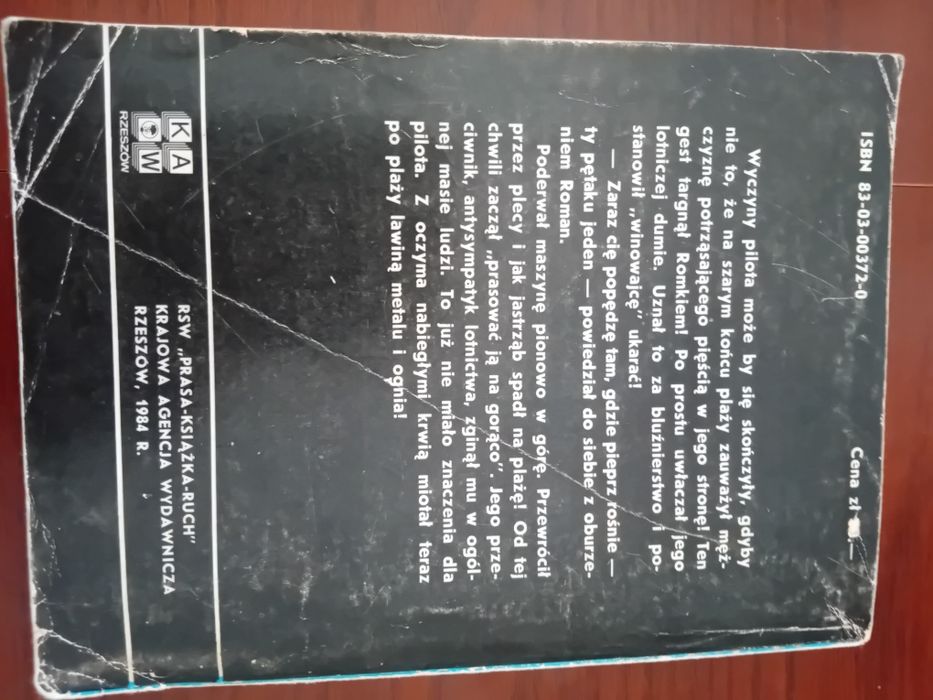 ISBN 83-03-00372-0
Cena zł —
Wyczyny pilota może by się skończyły, gdyby
nie to, że na szarym końcu plaży zauważył męż-
czyznę potrząsającego pięścią w jego stronę! Ten
gest targnął Romkiem! Po prostu uwłaczał jego
lotniczej dumie. Uznał to za bluźnierstwo i po-
stanowił „winowajcę” ukarać!
— Zaraz cię popędzę tam, gdzie pieprz rośnie —
ty pętaku jeden — powiedział do siebie z oburze-
niem Roman.
Poderwał maszynę pionowo w górę. Przewrócił
przez plecy i jak jastrząb spadł na plażę! Od tej
chwili zaczął „prasować ją na gorąco”. Jego prze-
ciwnik, antysympatyk lotnictwa, zginął mu w ogól-
nej masie ludzi. To już nie miało znaczenia dla
pilota. Z oczyma nabiegłymi krwią miotał teraz
po plaży lawiną metalu i ognia!
K A
W
RZESZÓW
RSW „PRASA-KSIĄŻKA-RUCH”
KRAJOWA AGENCJA WYDAWNICZA
RZESZÓW, 1984 R.